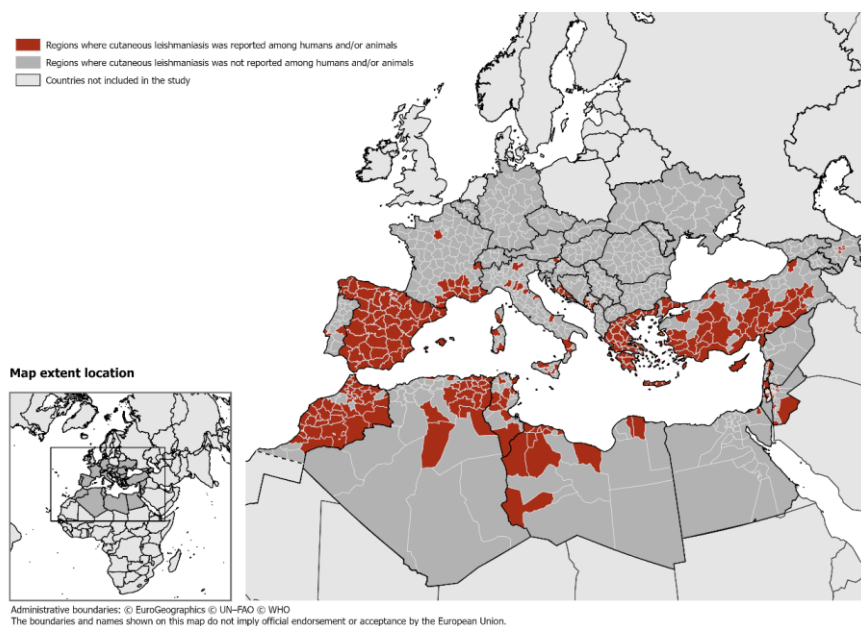 Regions where cutaneous leishmaniasis was reported among humans and/or animals
Regions where cutaneous leishmaniasis was not reported among humans and/or animals
Countries not included in the study
Map extent location
Administrative boundaries: © EuroGeographics © UN–FAO © WHO
The boundaries and names shown on this map do not imply official endorsement or acceptance by the European Union.